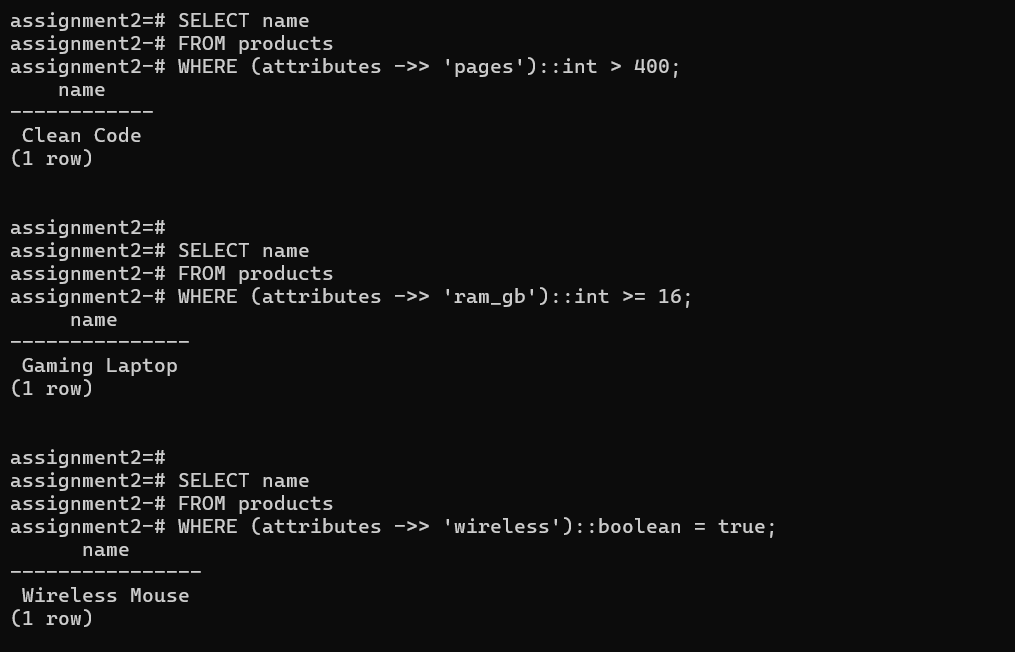 assignment2=# SELECT name
assignment2-# FROM products
assignment2-# WHERE (attributes ->> 'pages')::int > 400;
    name
------------
 Clean Code
(1 row)

assignment2=#
assignment2=# SELECT name
assignment2-# FROM products
assignment2-# WHERE (attributes ->> 'ram_gb')::int >= 16;
     name
---------------
 Gaming Laptop
(1 row)

assignment2=#
assignment2=# SELECT name
assignment2-# FROM products
assignment2-# WHERE (attributes ->> 'wireless')::boolean = true;
      name
----------------
 Wireless Mouse
(1 row)